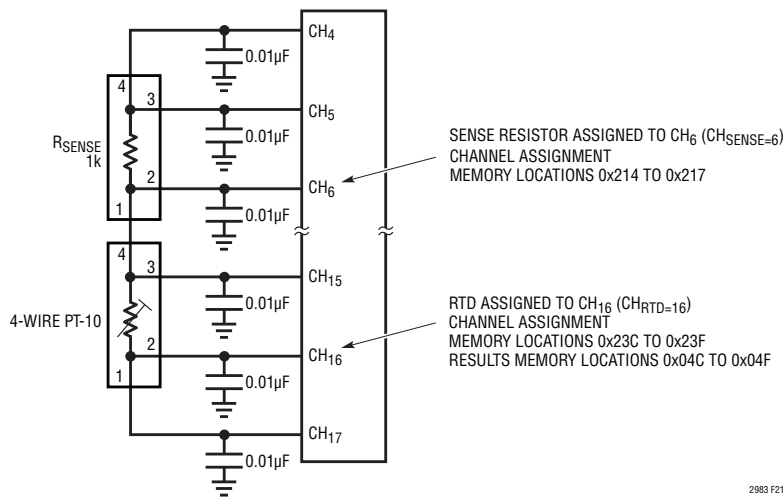 CH4
0.01µF
4
3
CH5
0.01µF
RSENSE
1k
2
CH6
1
0.01µF
SENSE RESISTOR ASSIGNED TO CH6 (CHSENSE=6)
CHANNEL ASSIGNMENT
MEMORY LOCATIONS 0x214 TO 0x217
4
3
CH15
0.01µF
4-WIRE PT-10
2
CH16
1
0.01µF
RTD ASSIGNED TO CH16 (CHRTD=16)
CHANNEL ASSIGNMENT
MEMORY LOCATIONS 0x23C TO 0x23F
RESULTS MEMORY LOCATIONS 0x04C TO 0x04F
CH17
0.01µF
2983 F21